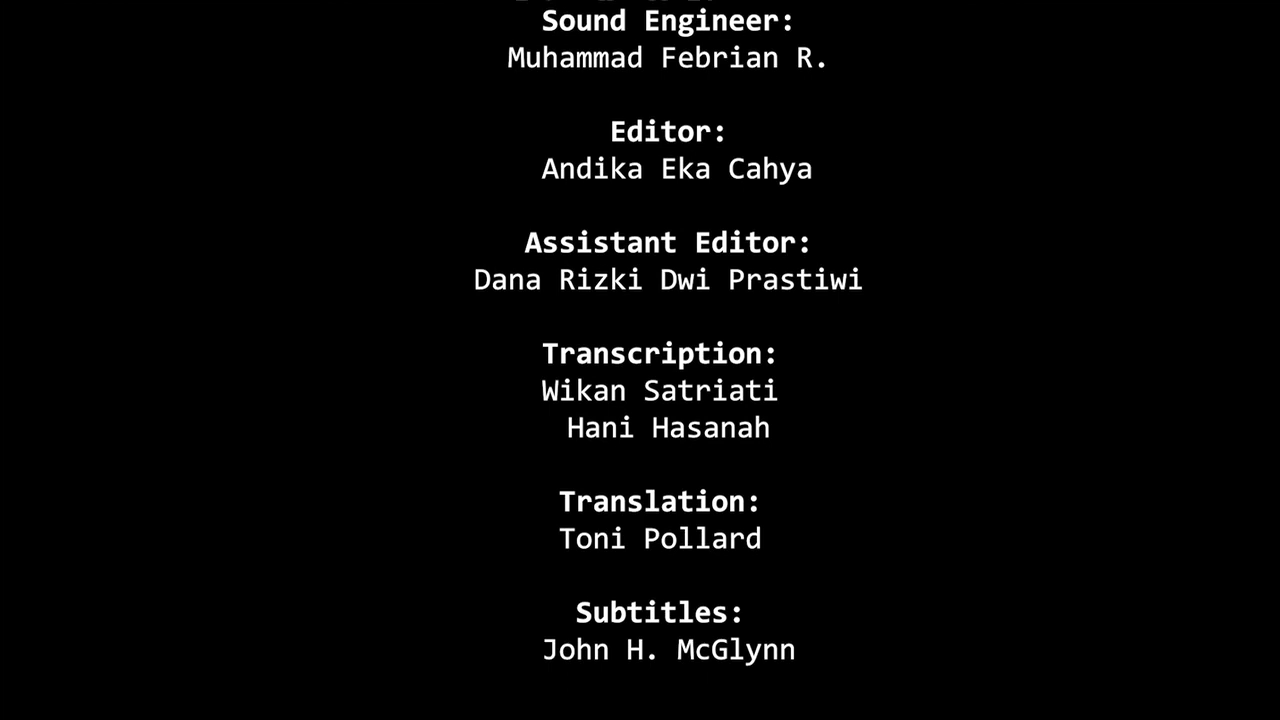 Sound Engineer:
Muhammad Febrian R.
Editor:
Andika Eka Cahya
Assistant Editor:
Dana Rizki Dwi Prastiwi
Transcription:
Wikan Satriati
Hani Hasanah
Translation:
Toni Pollard
Subtitles:
John H. McGlynn